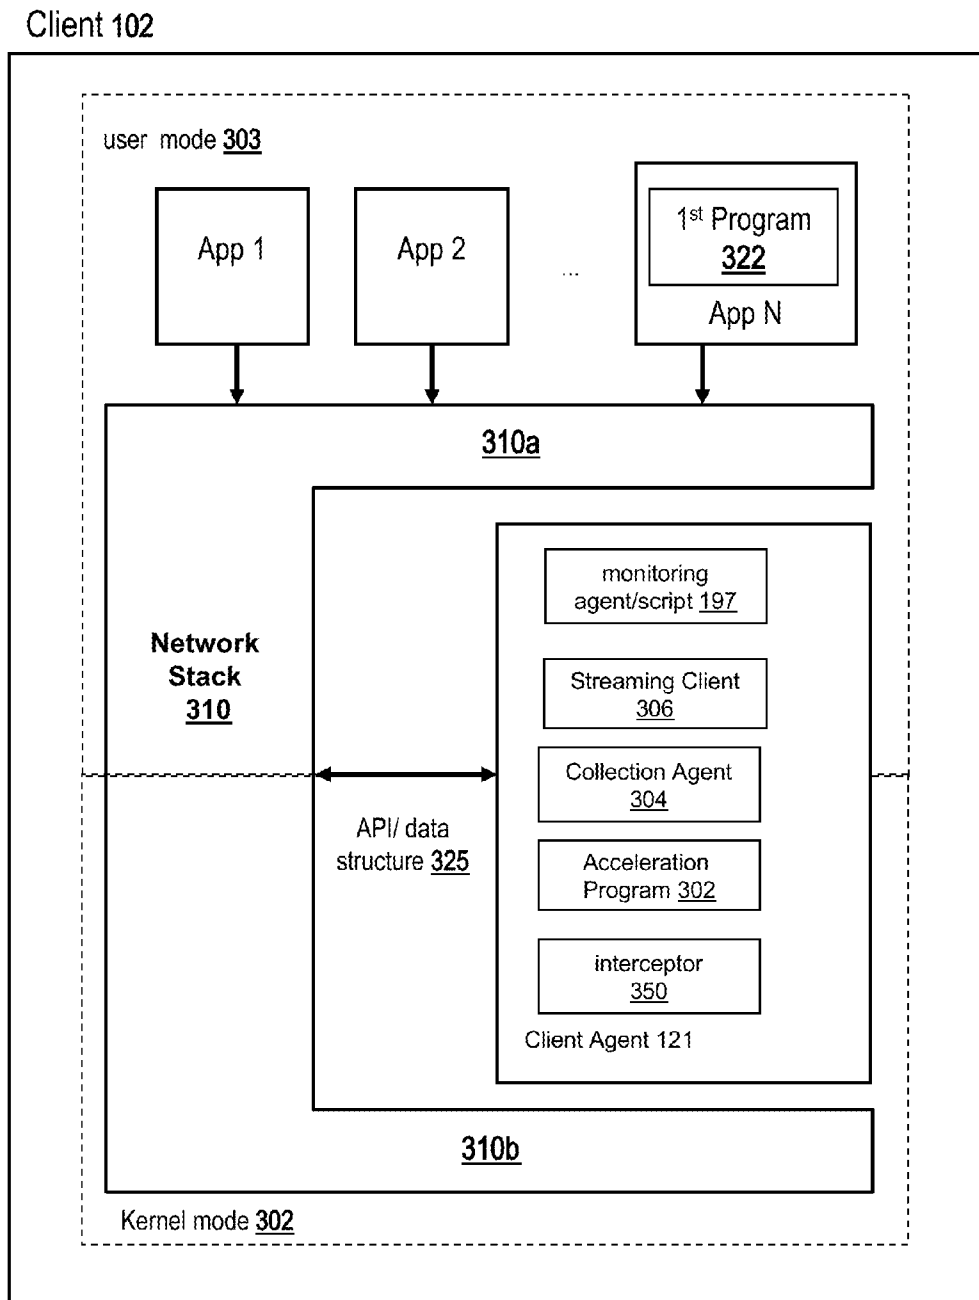 Client 102
user mode 303
App 1
App 2
...
1st Program
322
App N
310a
monitoring
agent/script 197
Network
Stack
310
Streaming Client
306
Collection Agent
304
API/ data
structure 325
Acceleration
Program 302
interceptor
350
Client Agent 121
310b
Kernel mode 302